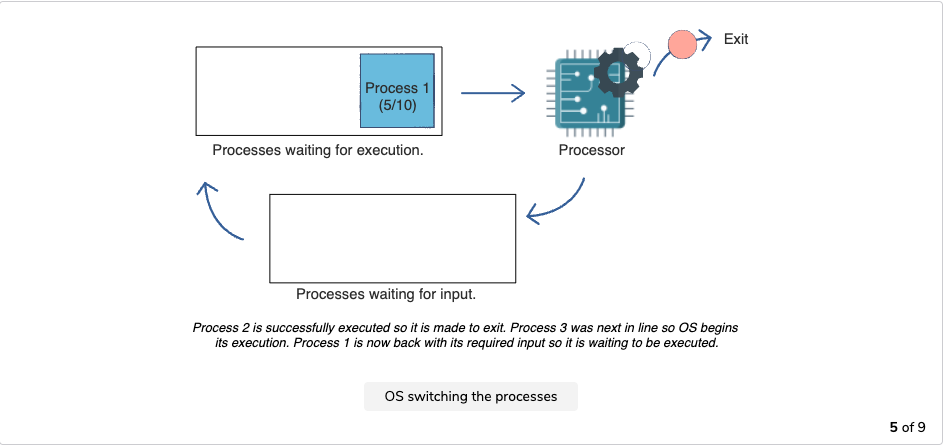 Exit
Process 1
(5/10)
Processes waiting for execution.
Processor
Processes waiting for input.
Process 2 is successfully executed so it is made to exit. Process 3 was next in line so OS begins
its execution. Process 1 is now back with its required input so it is waiting to be executed.
OS switching the processes
5 of 9